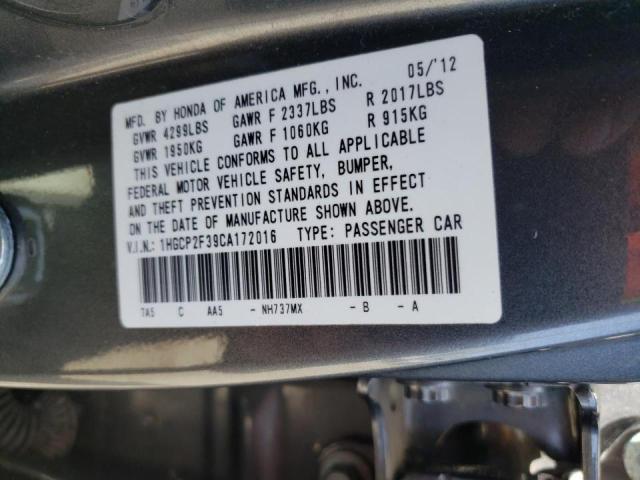 MFD. BY HONDA OF AMERICA MFG., INC. 05/'12
GVWR 4299LBS GAWR F 2337LBS R 2017LBS
GVWR 1950KG GAWR F 1060KG R 915KG
THIS VEHICLE CONFORMS TO ALL APPLICABLE
FEDERAL MOTOR VEHICLE SAFETY, BUMPER,
AND THEFT PREVENTION STANDARDS IN EFFECT
ON THE DATE OF MANUFACTURE SHOWN ABOVE.
V.I.N.: 1HGCP2F39CA172016 TYPE: PASSENGER CAR
7A5 C AA5 - NH737MX - B - A